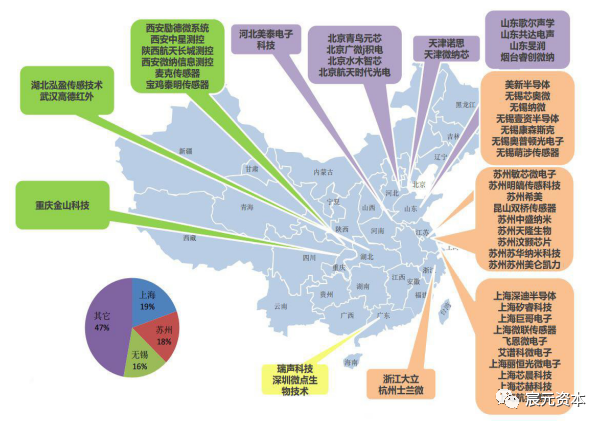 西安励德微系统
西安中星测控
陕西航天长城测控
西安微纳信息测控
麦克传感器
宝鸡秦明传感器
河北美泰电子
科技
北京青鸟元芯
北京广微积电
北京水木智芯
北京航天时代光电
天津诺思
天津微纳芯
山东歌尔声学
山东共达电声
山东旻润
烟台睿创微纳
湖北泓盈传感技术
武汉高德红外
美新半导体
无锡芯奥微
无锡纳微
无锡壹资半导体
无锡康森斯克
无锡奥普顿光电子
无锡萌涉传感器
重庆金山科技
苏州敏芯微电子
苏州明皜传感科技
苏州希美
昆山双桥传感器
苏州中盛纳米
苏州天隆生物
苏州汶颢芯片
苏州苏华纳米科技
苏州苏州美仑凯力
上海深迪半导体
上海矽睿科技
上海巨哥电子
上海微联传感器
飞恩微电子
艾谱科微电子
上海丽恒光微电子
上海芯晨科技
上海芯赫科技
瑞声科技
深圳微点生
物技术
浙江大立
杭州士兰微
黑龙江
吉林
辽宁
新疆
甘肃
内蒙古
北京
河北
宁夏
山西
山东
青海
陕西
河南
江苏
西藏
四川
重庆
湖北
安徽
浙江
江西
贵州
福建
云南
广西
广东
台湾
海南
上海
19%
苏州
18%
无锡
16%
其它
47%
晨元资本